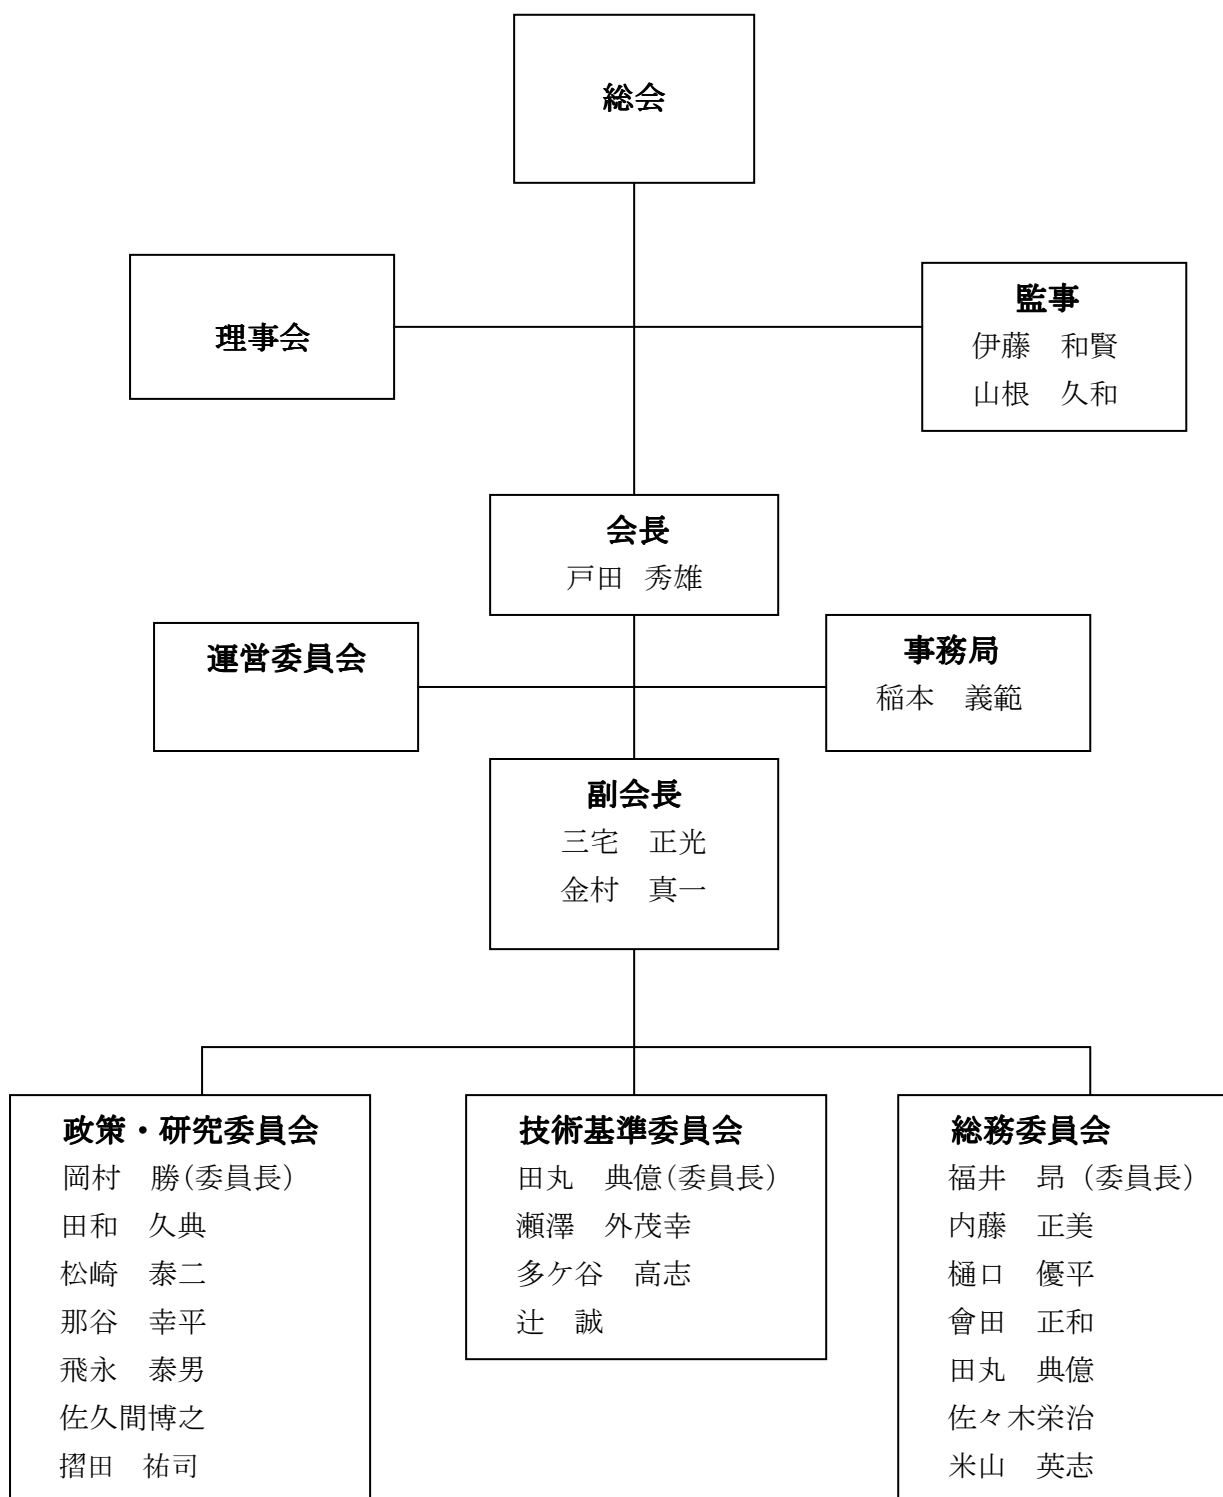 総会
理事会
監事
伊藤　和賢
山根　久和
会長
戸田　秀雄
運営委員会
事務局
稲本　義範
副会長
三宅　正光
金村　真一
政策・研究委員会
岡村　勝(委員長)
田和　久典
松崎　泰二
那谷　幸平
飛永　泰男
佐久間博之
摺田　祐司
技術基準委員会
田丸　典億(委員長)
瀬澤　外茂幸
多ケ谷　高志
辻　誠
総務委員会
福井　昂 (委員長)
内藤　正美
樋口　優平
會田　正和
田丸　典億
佐々木栄治
米山　英志